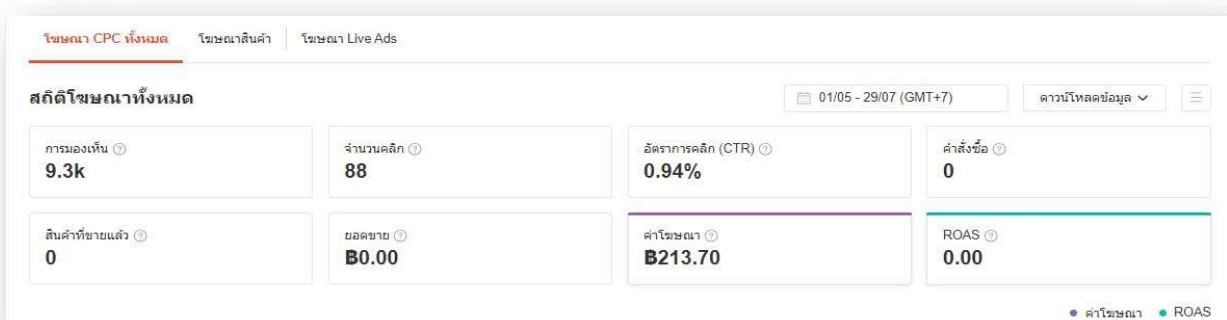 โฆษณา CPC ทั้งหมด โฆษณาสินค้า โฆษณา Live Ads
สถิติโฆษณาทั้งหมด 01/05 - 29/07 (GMT+7) ดาวน์โหลดข้อมูล
การมองเห็น จำนวนคลิก อัตราการคลิก (CTR) คำสั่งซื้อ
9.3k 88 0.94% 0
สินค้าที่ขายแล้ว ยอดขาย ค่าโฆษณา ROAS
0 ฿0.00 ฿213.70 0.00
ค่าโฆษณา ROAS